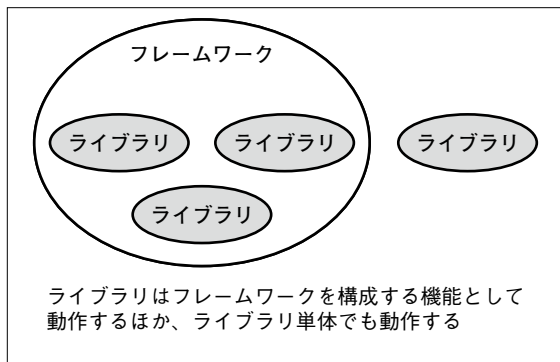 フレームワーク
ライブラリ
ライブラリ
ライブラリ
ライブラリ
ライブラリはフレームワークを構成する機能として
動作するほか、ライブラリ単体でも動作する